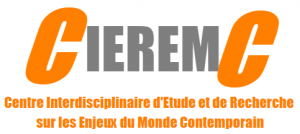 CIEREMC
Centre Interdisciplinaire d'Etude et de Recherche
sur les Enjeux du Monde Contemporain